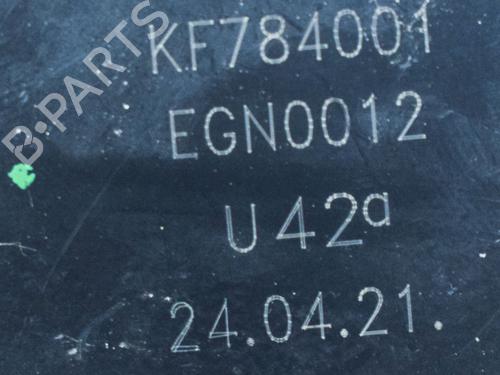 KF784001
EGN0012
U 42a
24.04.21.
B-PARTS